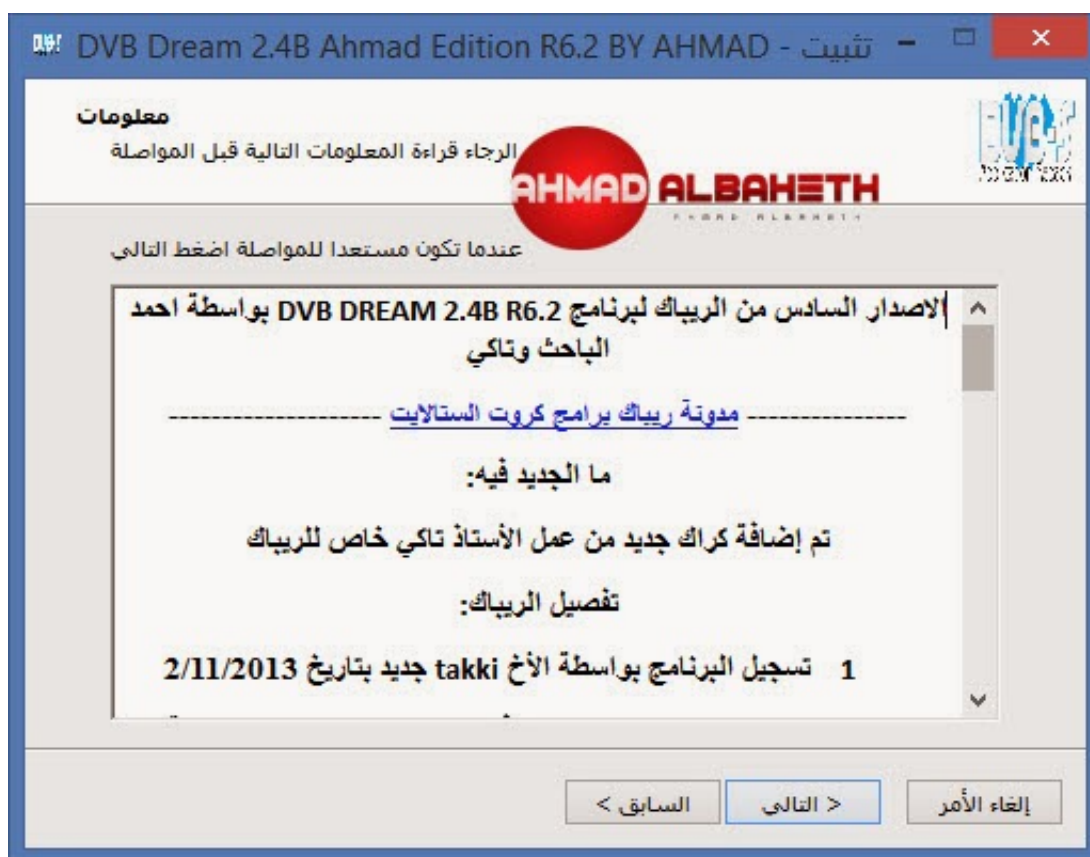 DVB Dream 2.4B Ahmad Edition R6.2 BY AHMAD - تثبيت
معلومات
الرجاء قراءة المعلومات التالية قبل المواصلة
AHMAD ALBAHETH
AHMAD ALBAHETH
عندما تكون مستعدا للمواصلة اضغط التالي
الاصدار السادس من الريباك لبرنامج DVB DREAM 2.4B R6.2 بواسطة احمد
الباحث وتاكي
--------------- مدونة ريباك برامج كروت الستالايت --------------------
ما الجديد فيه:
تم إضافة كراك جديد من عمل الأستاذ تاكي خاص للريباك
تفصيل الريباك:
1 تسجيل البرنامج بواسطة الأخ takki جديد بتاريخ 2/11/2013
إلغاء الأمر
التالي >
< السابق